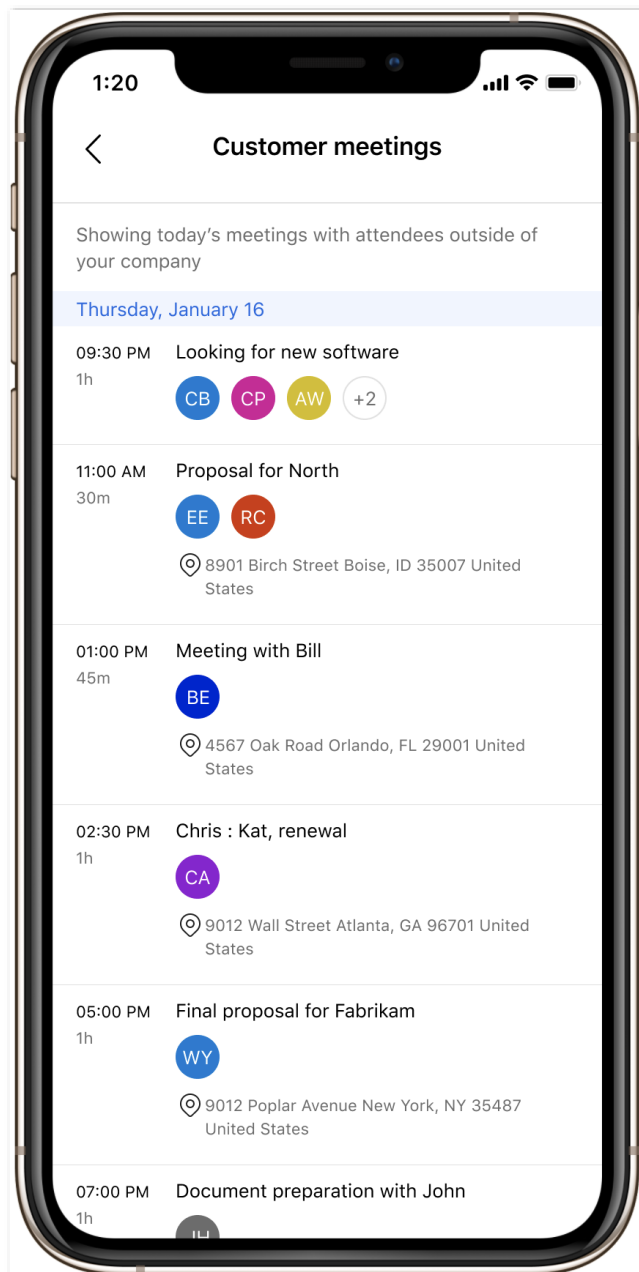 1:20
Customer meetings
Showing today's meetings with attendees outside of
your company
Thursday, January 16
09:30 PM Looking for new software
1h
CB CP AW +2
11:00 AM Proposal for North
30m
EE RC
8901 Birch Street Boise, ID 35007 United
States
01:00 PM Meeting with Bill
45m
BE
4567 Oak Road Orlando, FL 29001 United
States
02:30 PM Chris : Kat, renewal
1h
CA
9012 Wall Street Atlanta, GA 96701 United
States
05:00 PM Final proposal for Fabrikam
1h
WY
9012 Poplar Avenue New York, NY 35487
United States
07:00 PM Document preparation with John
1h